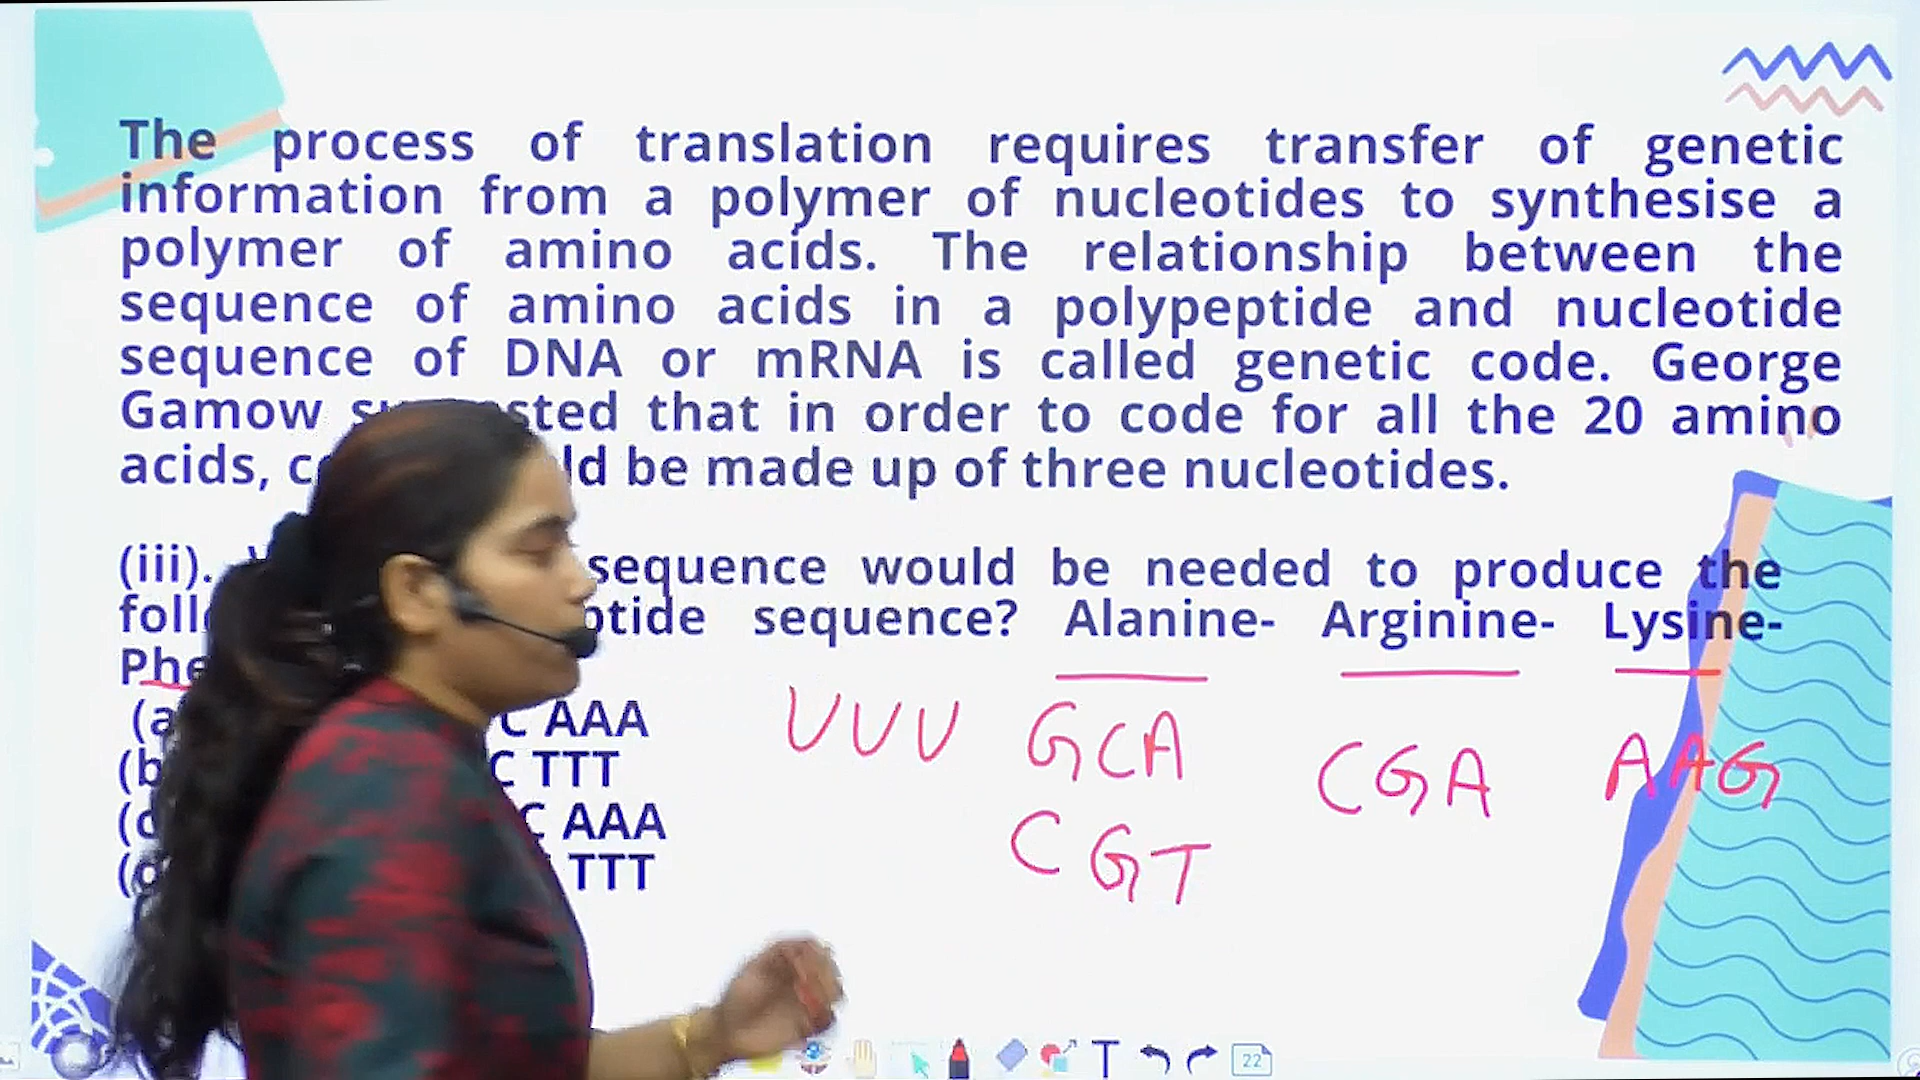 The process of translation requires transfer of genetic
information from a polymer of nucleotides to synthesise a
polymer of amino acids. The relationship between the
sequence of amino acids in a polypeptide and nucleotide
sequence of DNA or mRNA is called genetic code. George
Gamow that in order to code for all the 20 amino
acids, be made up of three nucleotides.
(iii). sequence would be needed to produce the
sequence? Alanine- Arginine- Lysine-
AAA
TTT
AAA
TTT
UUU GCA CGA AAG
CGT
T 22